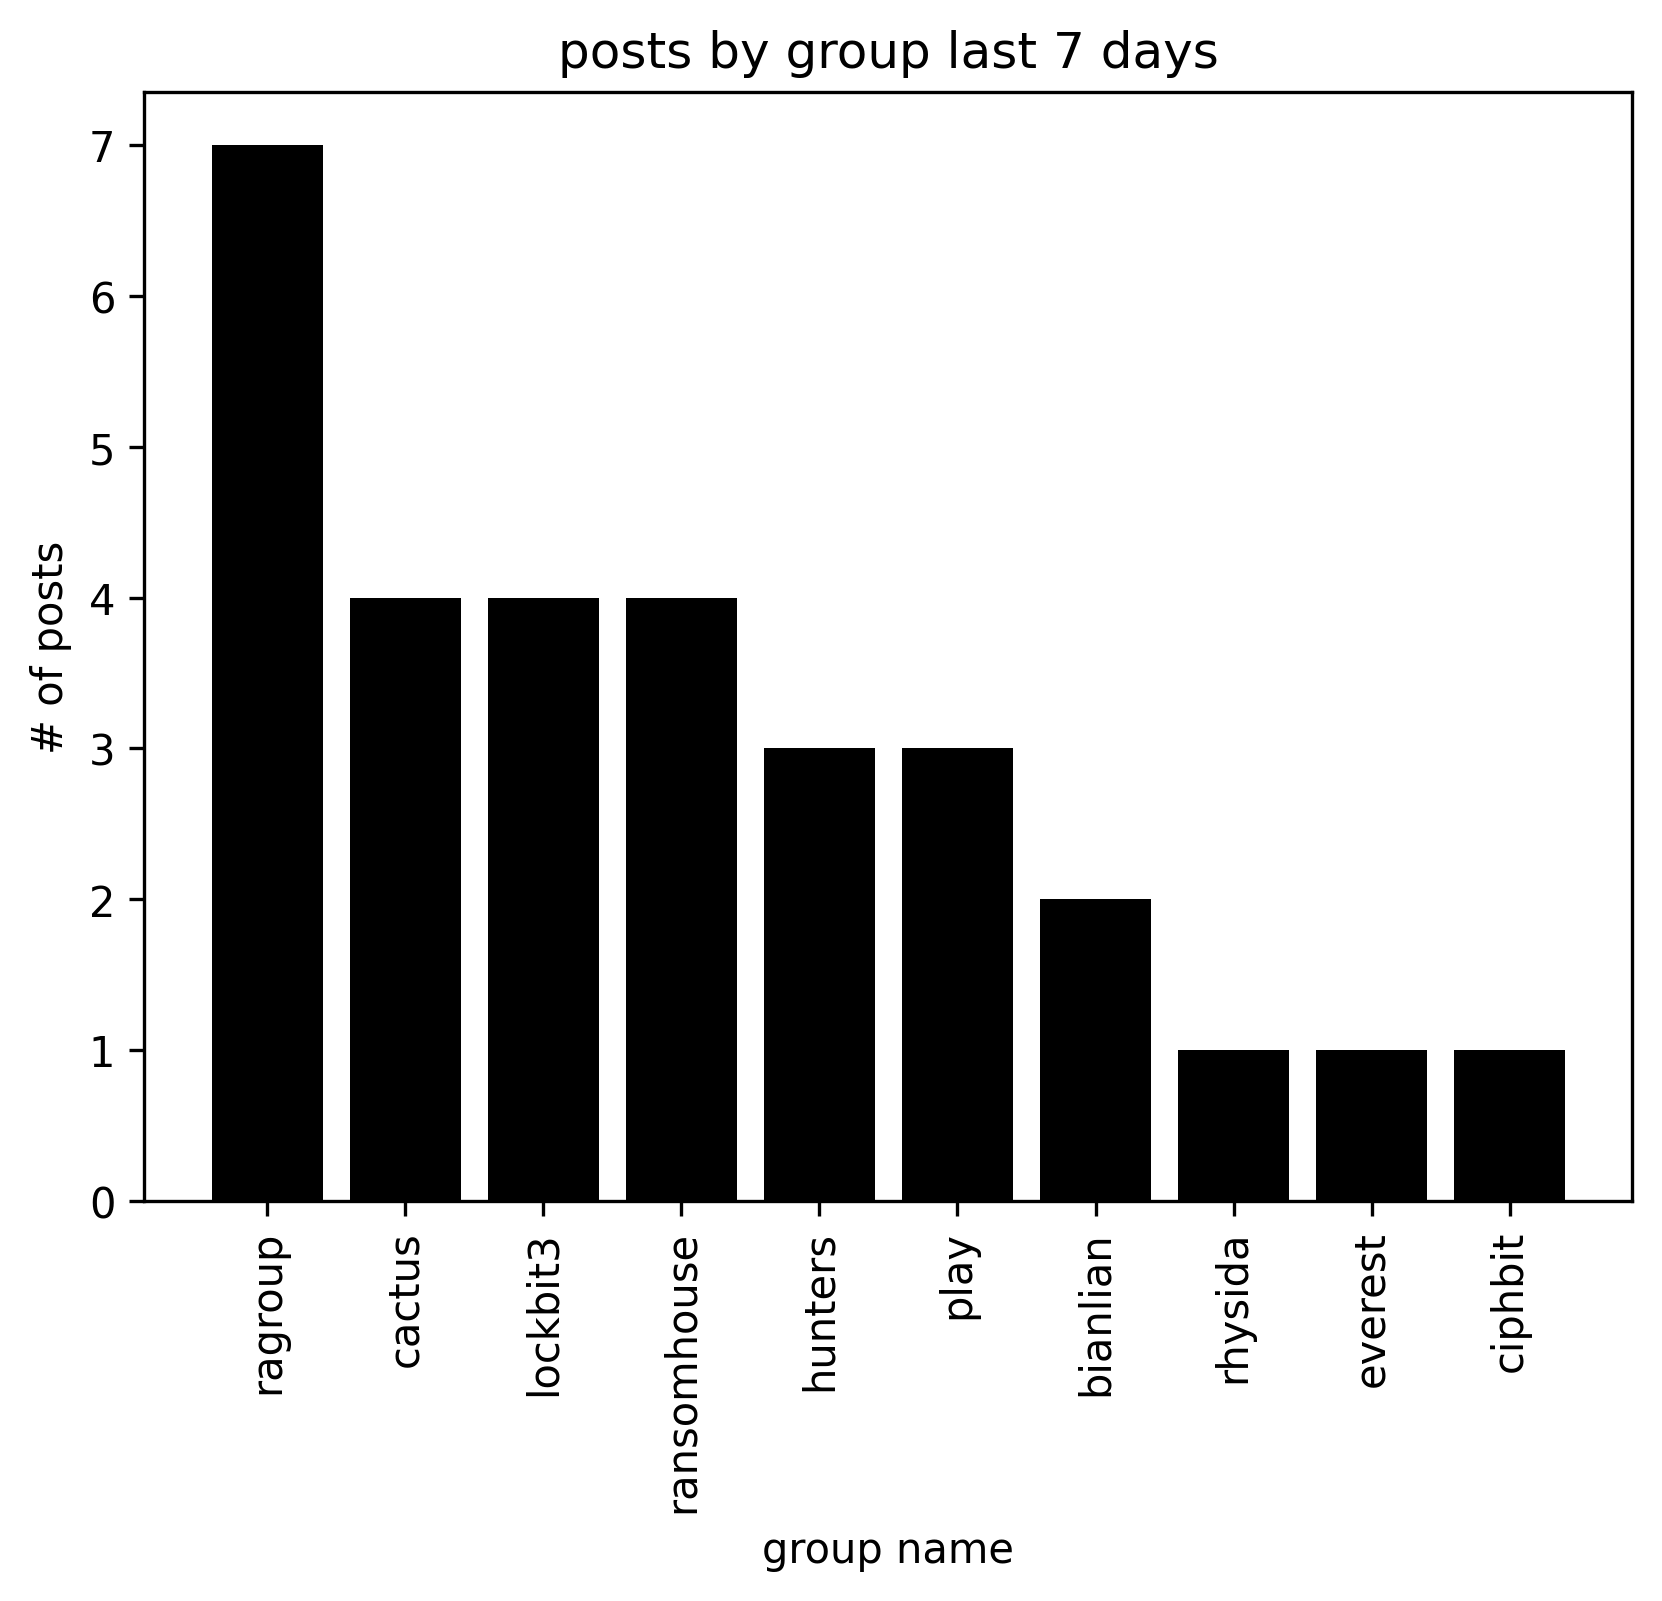 posts by group last 7 days
# of posts
7
6
5
4
3
2
1
0
ragroup
cactus
lockbit3
ransomhouse
hunters
play
bianlian
rhysida
everest
ciphbit
group name